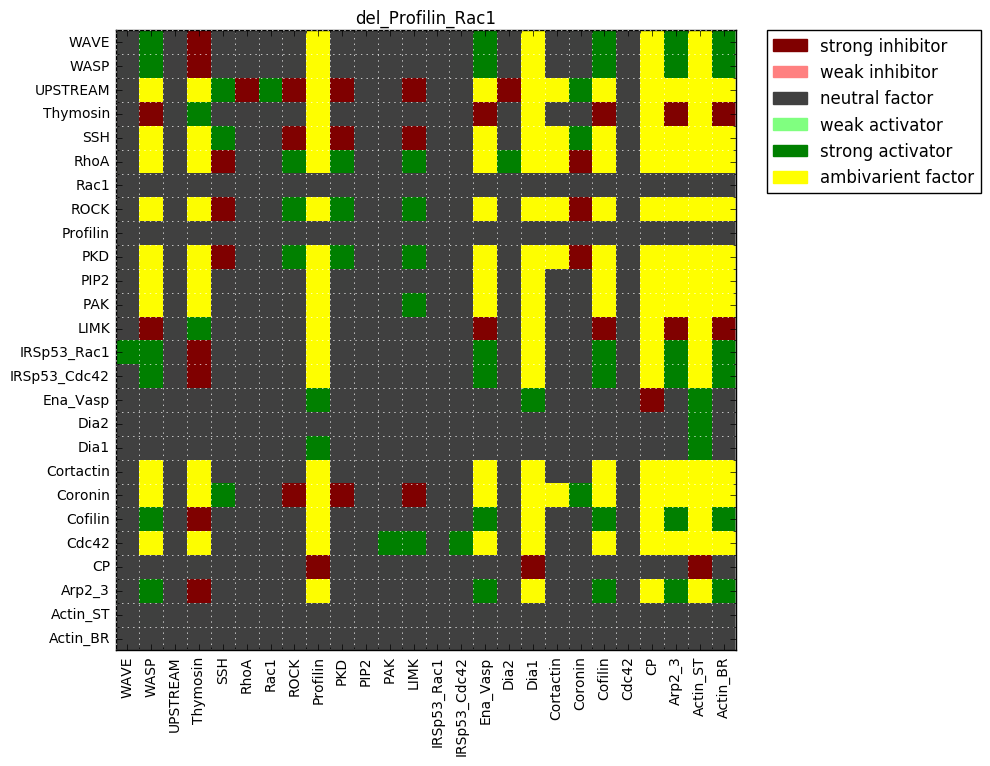 del_Profilin_Rac1
WAVE
WASP
UPSTREAM
Thymosin
SSH
RhoA
Rac1
ROCK
Profilin
PKD
PIP2
PAK
LIMK
IRSp53_Rac1
IRSp53_Cdc42
Ena_Vasp
Dia2
Dia1
Cortactin
Coronin
Cofilin
Cdc42
CP
Arp2_3
Actin_ST
Actin_BR
WAVE
WASP
UPSTREAM
Thymosin
SSH
RhoA
Rac1
ROCK
Profilin
PKD
PIP2
PAK
LIMK
IRSp53_Rac1
IRSp53_Cdc42
Ena_Vasp
Dia2
Dia1
Cortactin
Coronin
Cofilin
Cdc42
CP
Arp2_3
Actin_ST
Actin_BR
strong inhibitor
weak inhibitor
neutral factor
weak activator
strong activator
ambivarient factor